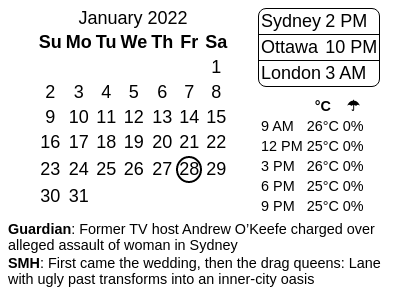 January 2022
Su Mo Tu We Th Fr Sa
1
2 3 4 5 6 7 8
9 10 11 12 13 14 15
16 17 18 19 20 21 22
23 24 25 26 27 28 29
30 31
Sydney 2 PM
Ottawa 10 PM
London 3 AM
°C ☂
9 AM 26°C 0%
12 PM 25°C 0%
3 PM 26°C 0%
6 PM 25°C 0%
9 PM 25°C 0%
Guardian: Former TV host Andrew O’Keefe charged over
alleged assault of woman in Sydney
SMH: First came the wedding, then the drag queens: Lane
with ugly past transforms into an inner-city oasis